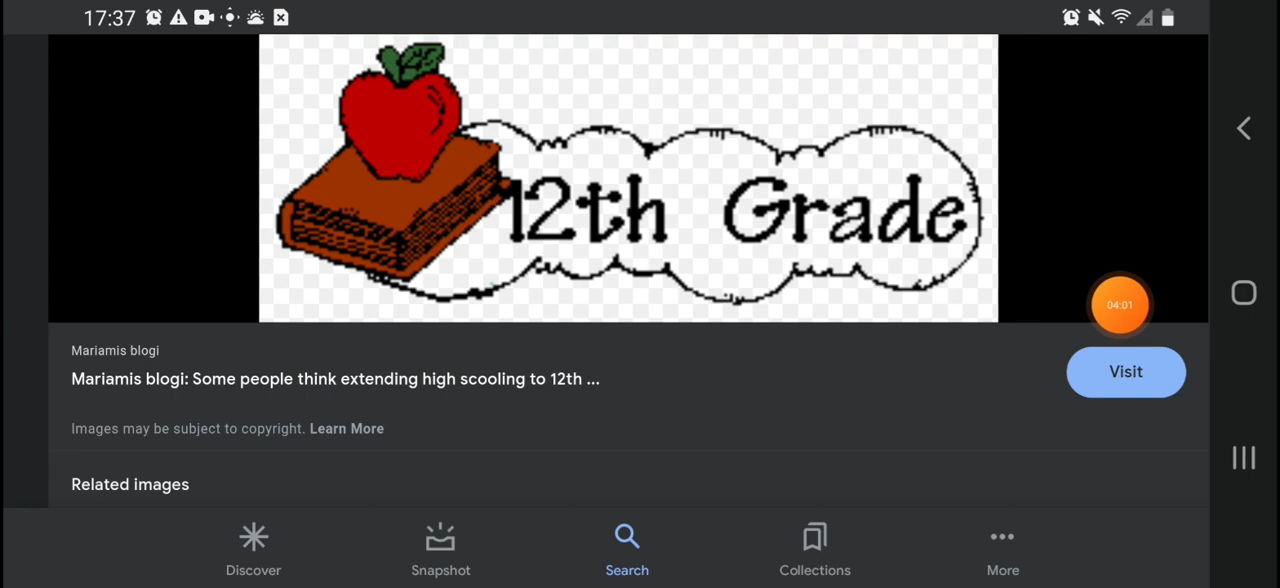 17:37
12th Grade
04:01
Mariamis blogi
Mariamis blogi: Some people think extending high scooling to 12th ...
Visit
Images may be subject to copyright. Learn More
Related images
Discover
Snapshot
Search
Collections
More